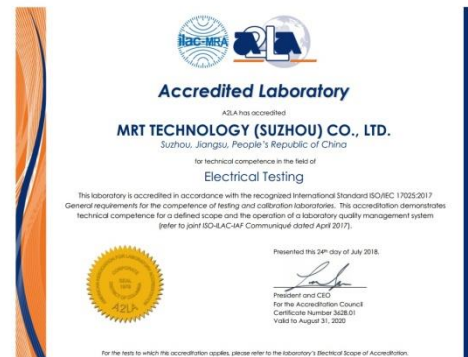 ilac-MRA
A2LA
Accredited Laboratory
A2LA has accredited
MRT TECHNOLOGY (SUZHOU) CO., LTD.
Suzhou, Jiangsu, People's Republic of China
for technical competence in the field of
Electrical Testing
This laboratory is accredited in accordance with the recognized International Standard ISO/IEC 17025:2017
General requirements for the competence of testing and calibration laboratories. This accreditation demonstrates
technical competence for a defined scope and the operation of a laboratory quality management system
(refer to joint ISO-ILAC-IAF Communiqué dated April 2017).
Presented this 24th day of July 2018.
President and CEO
For the Accreditation Council
Certificate Number 3628.01
Valid to August 31, 2020
A2LA
For the tests to which this accreditation applies, please refer to the laboratory's Electrical Scope of Accreditation.